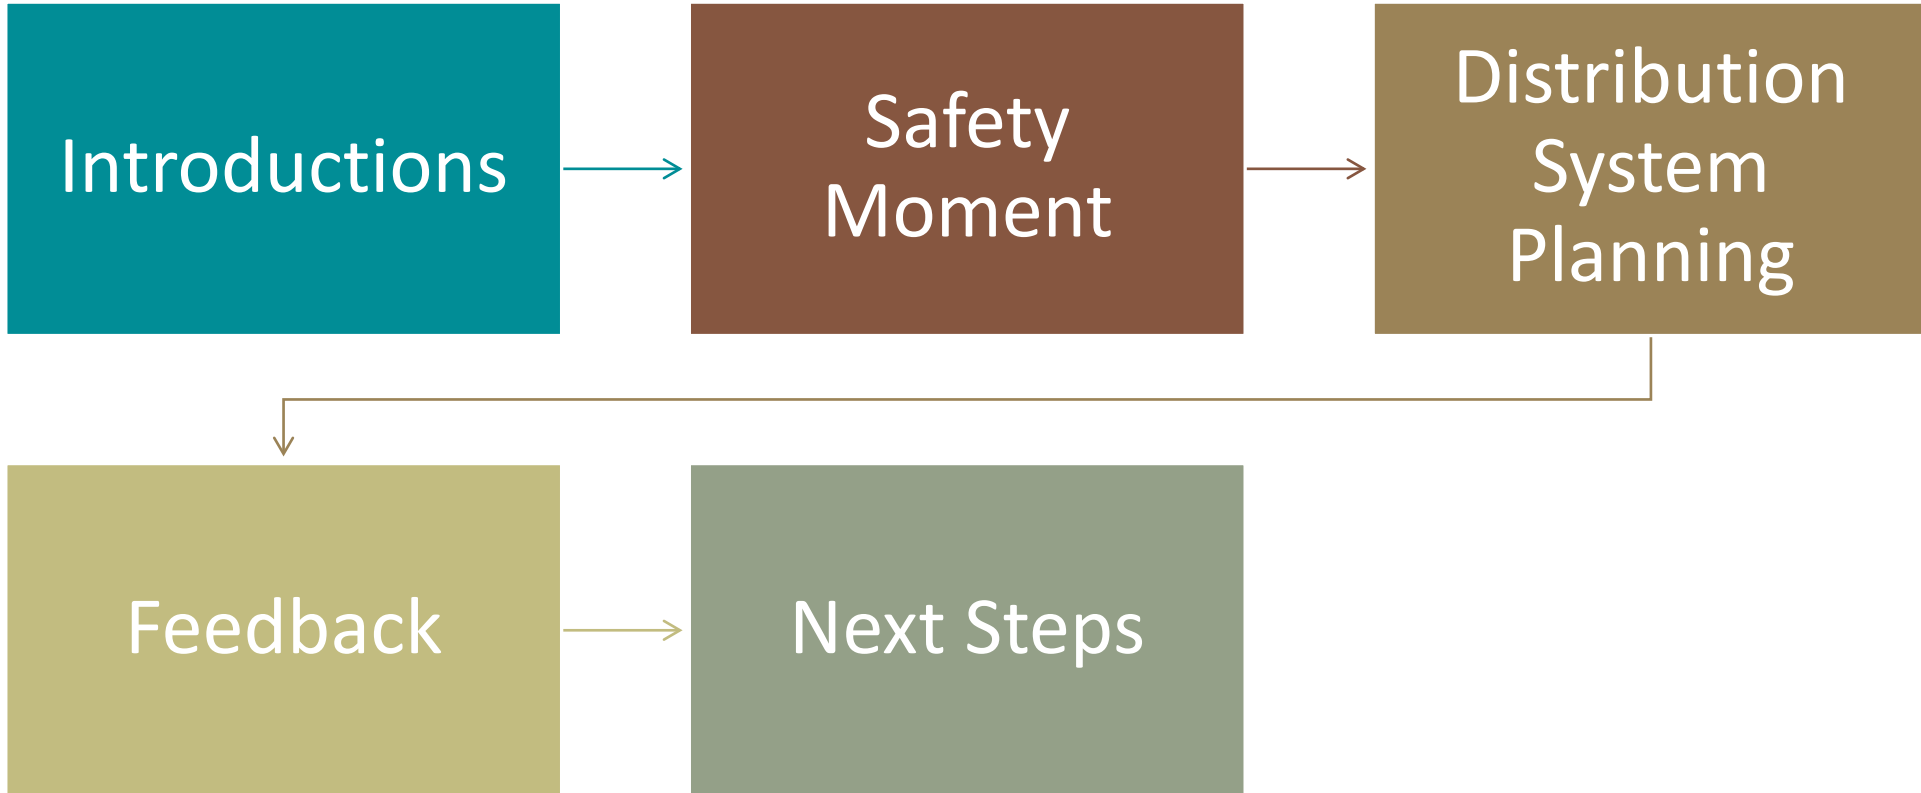 Introductions
Safety
Moment
Distribution
System
Planning
Feedback
Next Steps